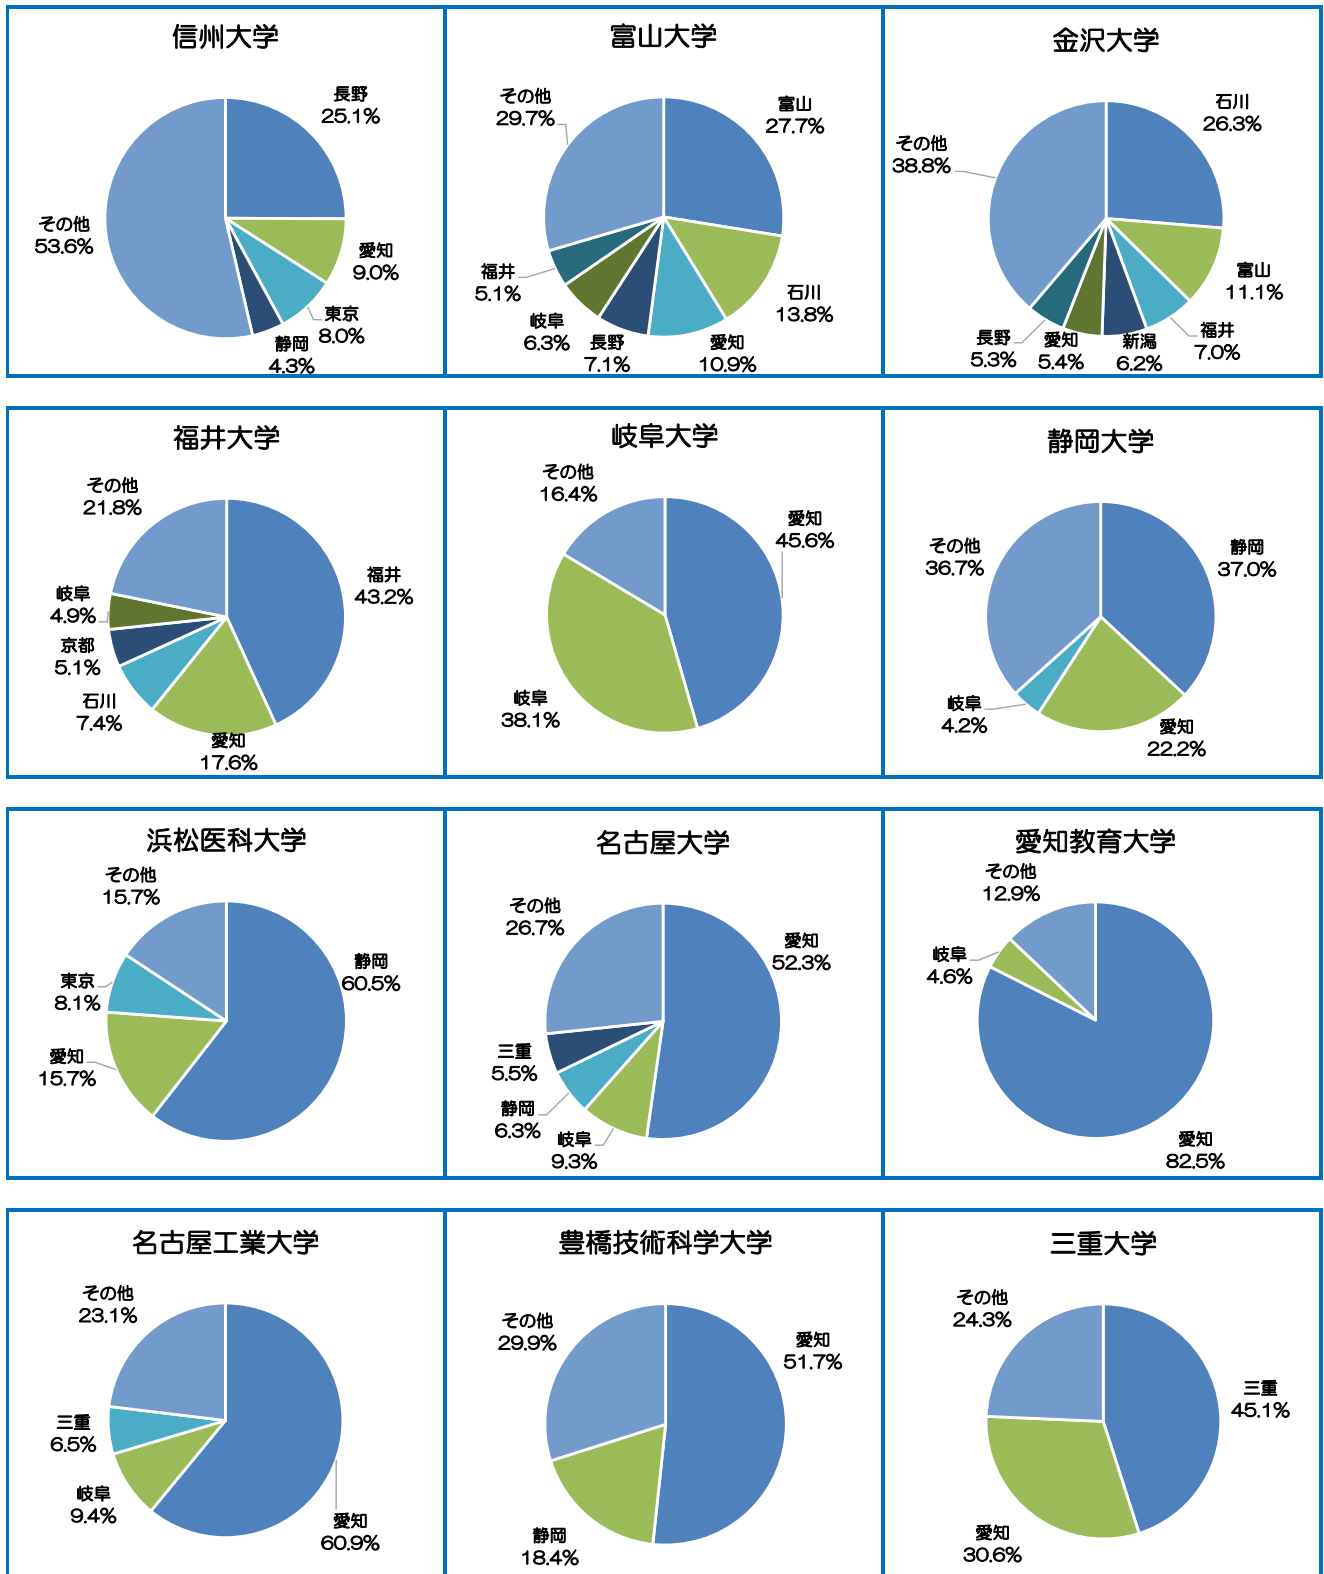 信州大学
長野
25.1%
愛知
9.0%
東京
8.0%
静岡
4.3%
その他
53.6%
富山大学
富山
27.7%
石川
13.8%
愛知
10.9%
長野
7.1%
岐阜
6.3%
福井
5.1%
その他
29.7%
金沢大学
石川
26.3%
富山
11.1%
福井
7.0%
新潟
6.2%
愛知
5.4%
長野
5.3%
その他
38.8%
福井大学
福井
43.2%
愛知
17.6%
石川
7.4%
京都
5.1%
岐阜
4.9%
その他
21.8%
岐阜大学
愛知
45.6%
岐阜
38.1%
その他
16.4%
静岡大学
静岡
37.0%
愛知
22.2%
岐阜
4.2%
その他
36.7%
浜松医科大学
静岡
60.5%
愛知
15.7%
東京
8.1%
その他
15.7%
名古屋大学
愛知
52.3%
岐阜
9.3%
静岡
6.3%
三重
5.5%
その他
26.7%
愛知教育大学
愛知
82.5%
岐阜
4.6%
その他
12.9%
名古屋工業大学
愛知
60.9%
岐阜
9.4%
三重
6.5%
その他
23.1%
豊橋技術科学大学
愛知
51.7%
静岡
18.4%
その他
29.9%
三重大学
三重
45.1%
愛知
30.6%
その他
24.3%